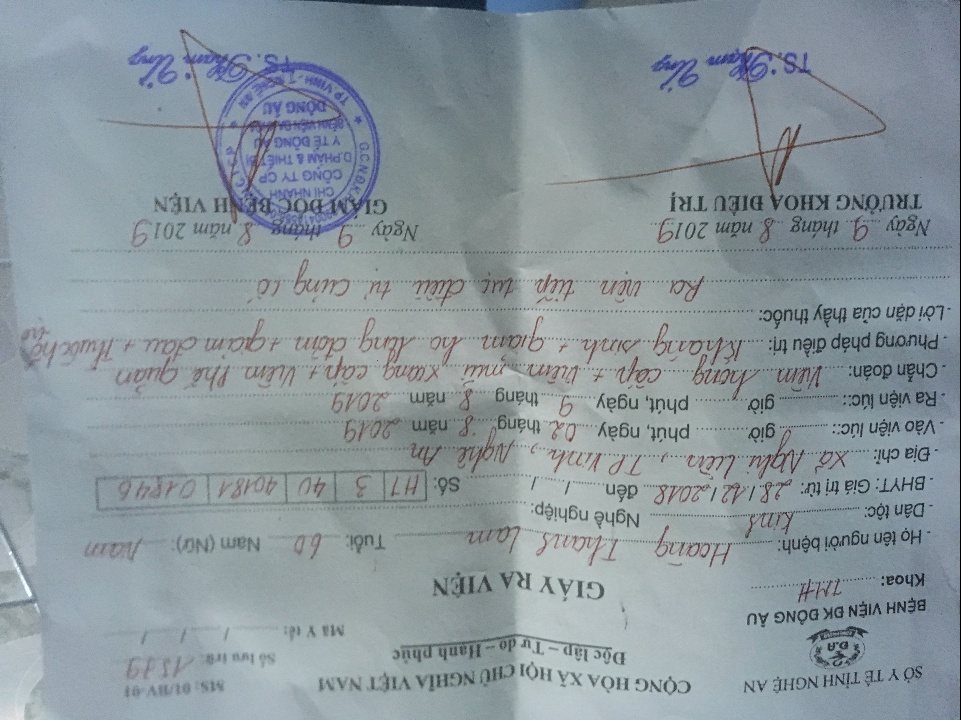 SỞ Y TẾ TỈNH NGHỆ AN
Đ.A
BỆNH VIỆN ĐK ĐÔNG ÂU
Khoa: TMH
CỘNG HÒA XÃ HỘI CHỦ NGHĨA VIỆT NAM
Độc lập – Tự do – Hạnh phúc
MS: 01/BV-01
Số lưu trữ: 1519
Mã Y tế: / / /
GIẤY RA VIỆN
- Họ tên người bệnh: Hoàng Thanh Lam Tuổi: 60 Nam (Nữ): Nam
- Dân tộc: Kinh Nghề nghiệp:
- BHYT: Giá trị từ: 28/12/2018 đến / / Số: HT 3 40 40181 01846
- Địa chỉ: Xã Nghi Liên, TP Vinh, Nghệ An
- Vào viện lúc:: giờ phút, ngày 02 tháng 8 năm 2019
- Ra viện lúc:: giờ phút, ngày 9 tháng 8 năm 2019
- Chẩn đoán: Viêm họng cấp + Viêm mũi xoang cấp + Viêm phế quản
- Phương pháp điều trị: Kháng sinh + giảm ho long đờm + giảm đau + Thuốc hỗ trợ
- Lời dặn của thầy thuốc:
Ra viện tiếp tục điều trị củng cố
Ngày 9 tháng 8 năm 2019
TRƯỞNG KHOA ĐIỀU TRỊ
TS. Phạm Ứng
Ngày 9 tháng 8 năm 2019
GIÁM ĐỐC BỆNH VIỆN
CHI NHÁNH
CÔNG TY CP
D.PHẨM & THIẾT BỊ
Y TẾ ĐÔNG ÂU
BỆNH VIỆN ĐA KHOA
ĐÔNG ÂU
TP VINH - T. NGHỆ AN
TS. Phạm Ứng